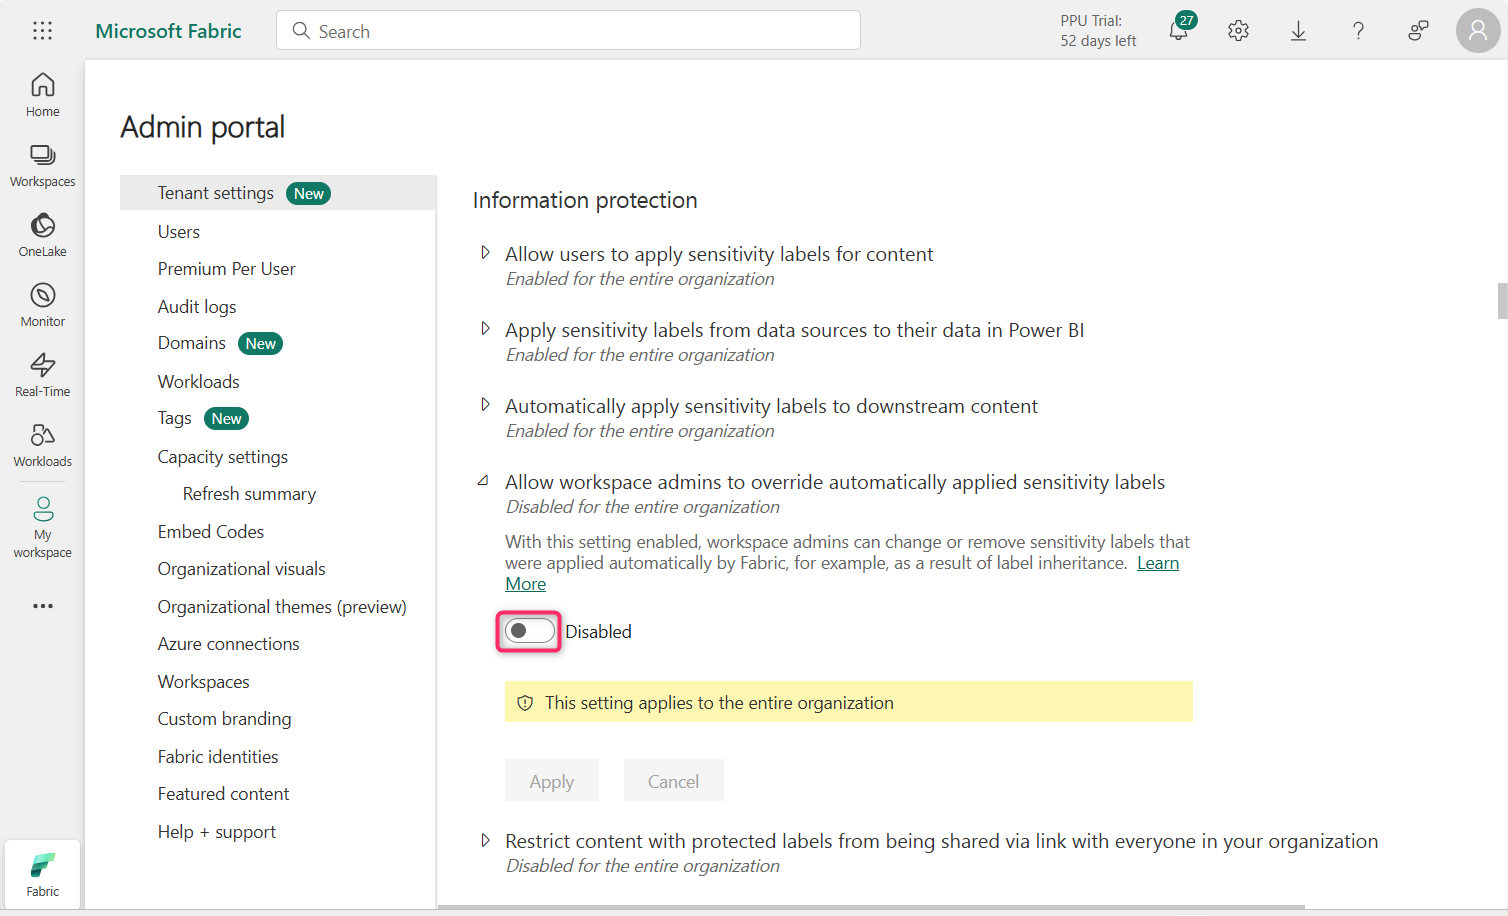 Microsoft Fabric
Search
PPU Trial:
52 days left
27
Home
Workspaces
OneLake
Monitor
Real-Time
Workloads
My
workspace
Fabric
Admin portal
Tenant settings New
Users
Premium Per User
Audit logs
Domains New
Workloads
Tags New
Capacity settings
Refresh summary
Embed Codes
Organizational visuals
Organizational themes (preview)
Azure connections
Workspaces
Custom branding
Fabric identities
Featured content
Help + support
Information protection
Allow users to apply sensitivity labels for content
Enabled for the entire organization
Apply sensitivity labels from data sources to their data in Power BI
Enabled for the entire organization
Automatically apply sensitivity labels to downstream content
Enabled for the entire organization
Allow workspace admins to override automatically applied sensitivity labels
Disabled for the entire organization
With this setting enabled, workspace admins can change or remove sensitivity labels that
were applied automatically by Fabric, for example, as a result of label inheritance. Learn
More
Disabled
This setting applies to the entire organization
Apply Cancel
Restrict content with protected labels from being shared via link with everyone in your organization
Disabled for the entire organization